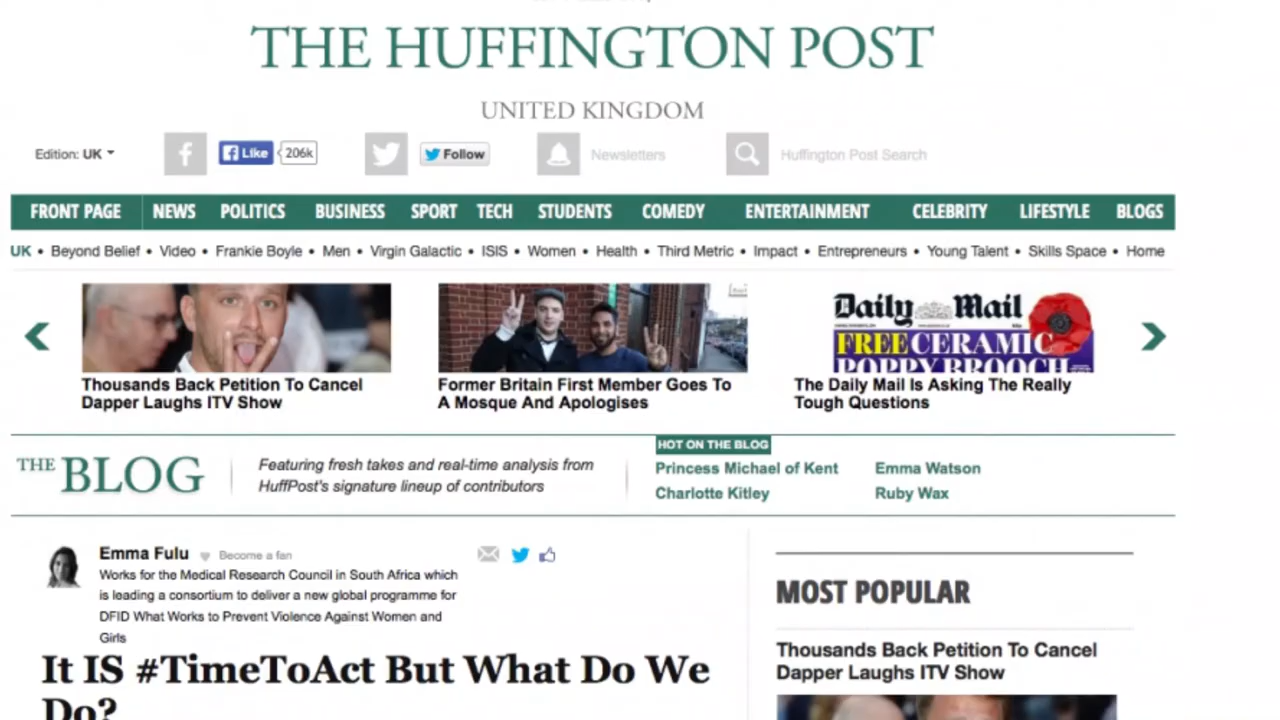 THE HUFFINGTON POST
UNITED KINGDOM
Edition: UK
Like 206k
Follow
Newsletters
Huffington Post Search
FRONT PAGE NEWS POLITICS BUSINESS SPORT TECH STUDENTS COMEDY ENTERTAINMENT CELEBRITY LIFESTYLE BLOGS
UK • Beyond Belief • Video • Frankie Boyle • Men • Virgin Galactic • ISIS • Women • Health • Third Metric • Impact • Entrepreneurs • Young Talent • Skills Space • Home
Thousands Back Petition To Cancel
Dapper Laughs ITV Show
Former Britain First Member Goes To
A Mosque And Apologises
Daily Mail
FREE CERAMIC
POPPY BROOCH
The Daily Mail Is Asking The Really
Tough Questions
THE BLOG
Featuring fresh takes and real-time analysis from
HuffPost's signature lineup of contributors
HOT ON THE BLOG
Princess Michael of Kent Emma Watson
Charlotte Kitley Ruby Wax
Emma Fulu Become a fan
Works for the Medical Research Council in South Africa which
is leading a consortium to deliver a new global programme for
DFID What Works to Prevent Violence Against Women and
Girls
It IS #TimeToAct But What Do We
Do?
MOST POPULAR
Thousands Back Petition To Cancel
Dapper Laughs ITV Show